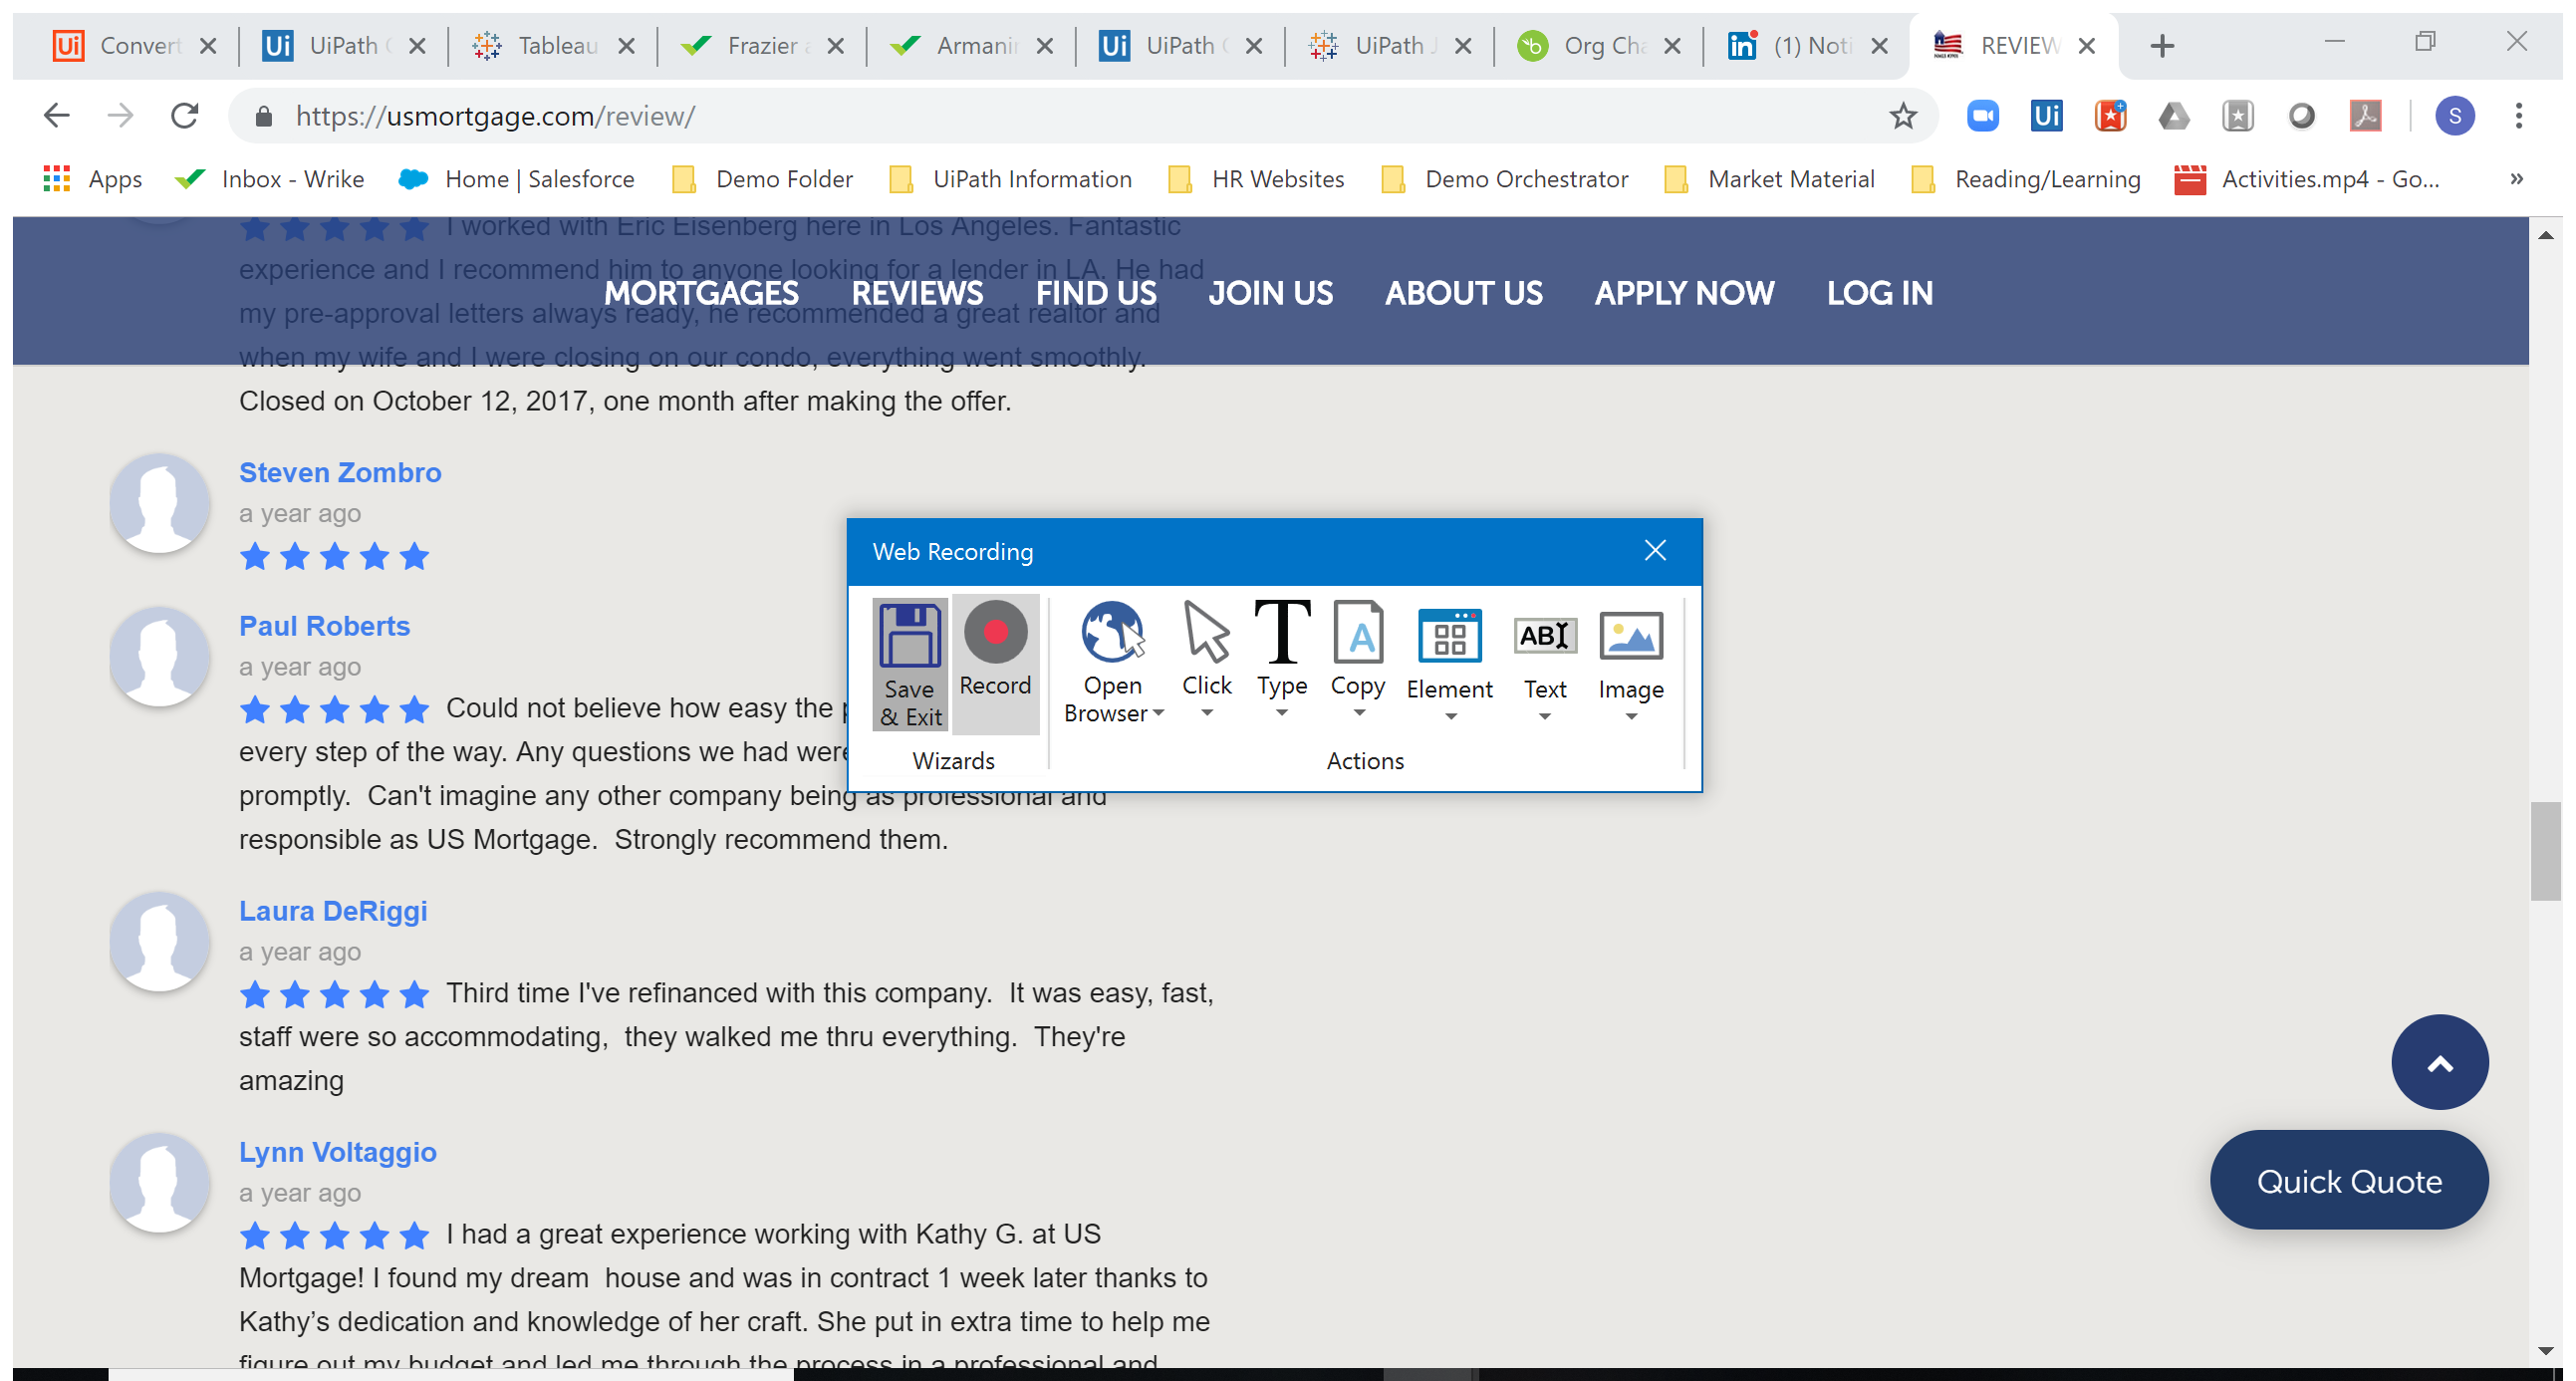 Convert
UiPath
Tableau
Frazier
Armani
UiPath
UiPath
Org Cha
(1) Noti
REVIEW
https://usmortgage.com/review/
S
Apps
Inbox - Wrike
Home | Salesforce
Demo Folder
UiPath Information
HR Websites
Demo Orchestrator
Market Material
Reading/Learning
Activities.mp4 - Go...
»
MORTGAGES REVIEWS FIND US JOIN US ABOUT US APPLY NOW LOG IN
I worked with Eric Eisenberg here in Los Angeles. Fantastic
experience and I recommend him to anyone looking for a lender in LA. He had
my pre-approval letters always ready, he recommended a great realtor and
when my wife and I were closing on our condo, everything went smoothly.
Closed on October 12, 2017, one month after making the offer.
Steven Zombro
a year ago
Paul Roberts
a year ago
Could not believe how easy the
every step of the way. Any questions we had were
promptly.  Can't imagine any other company being as professional and
responsible as US Mortgage.  Strongly recommend them.
Laura DeRiggi
a year ago
Third time I've refinanced with this company.  It was easy, fast,
staff were so accommodating,  they walked me thru everything.  They're
amazing
Lynn Voltaggio
a year ago
I had a great experience working with Kathy G. at US
Mortgage! I found my dream  house and was in contract 1 week later thanks to
Kathy’s dedication and knowledge of her craft. She put in extra time to help me
figure out my budget and led me through the process in a professional and
Web Recording
Save
& Exit
Record
Wizards
Open
Browser
Click
Type
Copy
Element
Text
Image
Actions
Quick Quote